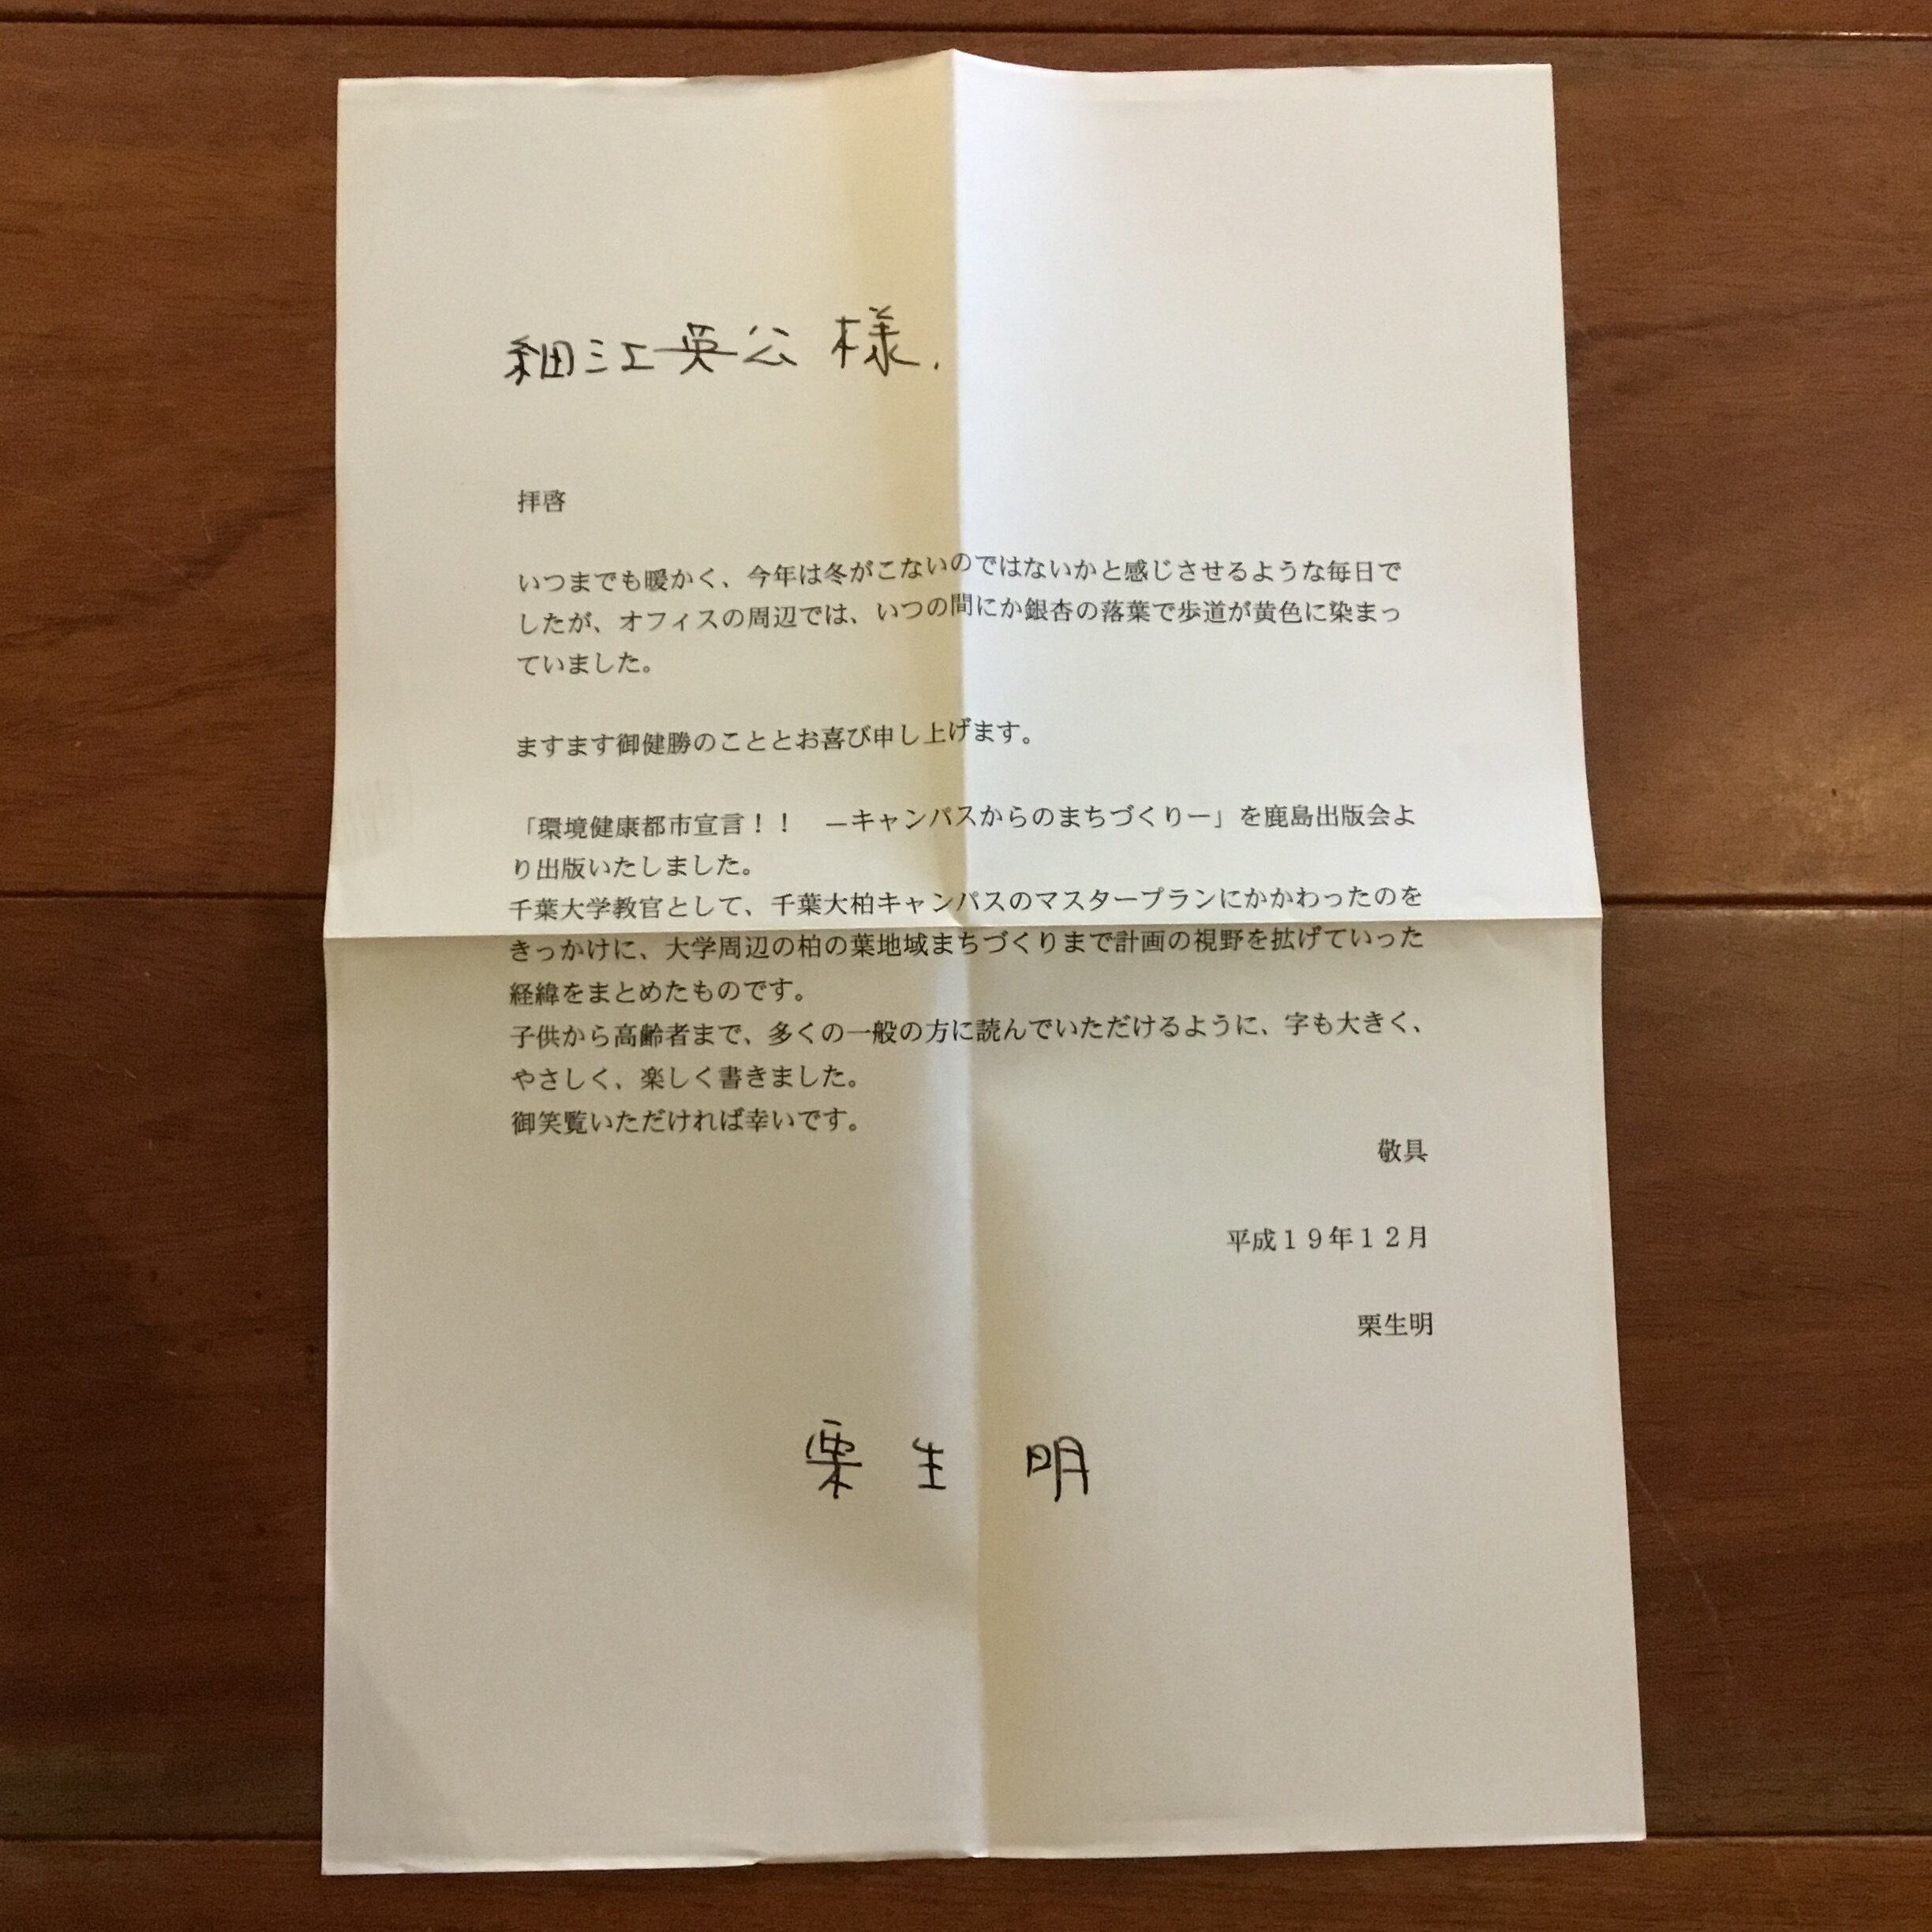 細江英公 様.
拝啓
いつまでも暖かく、今年は冬がこないのではないかと感じさせるような毎日で
したが、オフィスの周辺では、いつの間にか銀杏の落葉で歩道が黄色に染まっ
ていました。
ますます御健勝のこととお喜び申し上げます。
「環境健康都市宣言！！　―キャンパスからのまちづくりー」を鹿島出版会よ
り出版いたしました。
千葉大学教官として、千葉大柏キャンパスのマスタープランにかかわったのを
きっかけに、大学周辺の柏の葉地域まちづくりまで計画の視野を拡げていった
経緯をまとめたものです。
子供から高齢者まで、多くの一般の方に読んでいただけるように、字も大きく、
やさしく、楽しく書きました。
御笑覧いただければ幸いです。
敬具
平成１９年１２月
栗生明
栗 生 明